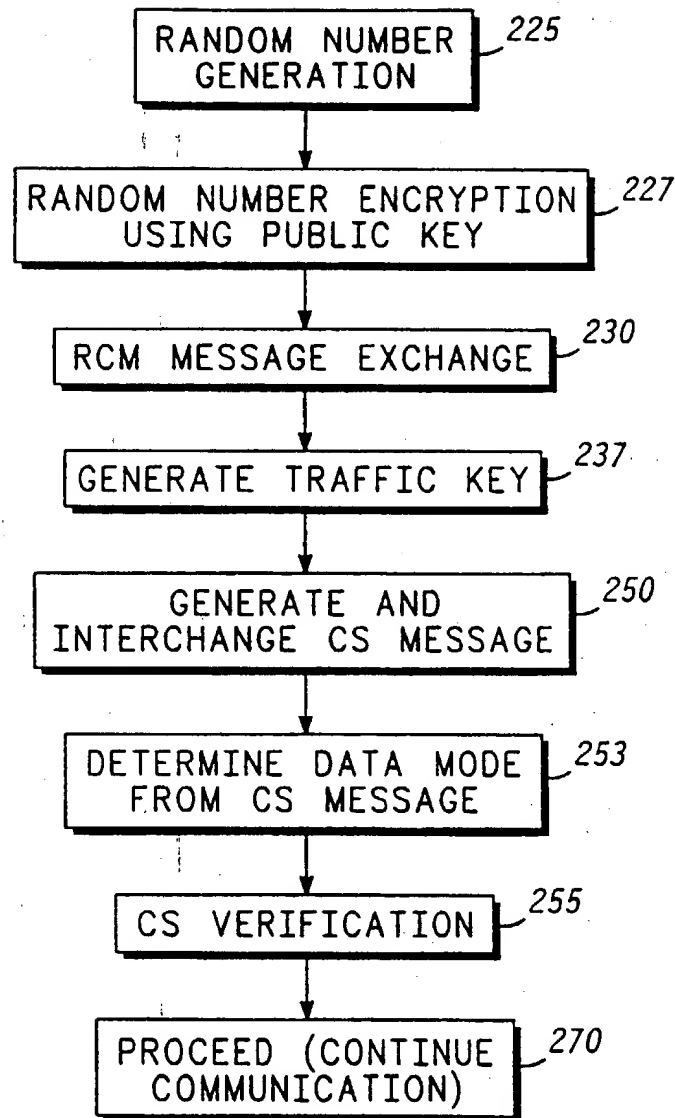 RANDOM NUMBER
GENERATION
225
RANDOM NUMBER ENCRYPTION
USING PUBLIC KEY
227
RCM MESSAGE EXCHANGE
230
GENERATE TRAFFIC KEY
237
GENERATE AND
INTERCHANGE CS MESSAGE
250
DETERMINE DATA MODE
FROM CS MESSAGE
253
CS VERIFICATION
255
PROCEED (CONTINUE
COMMUNICATION)
270